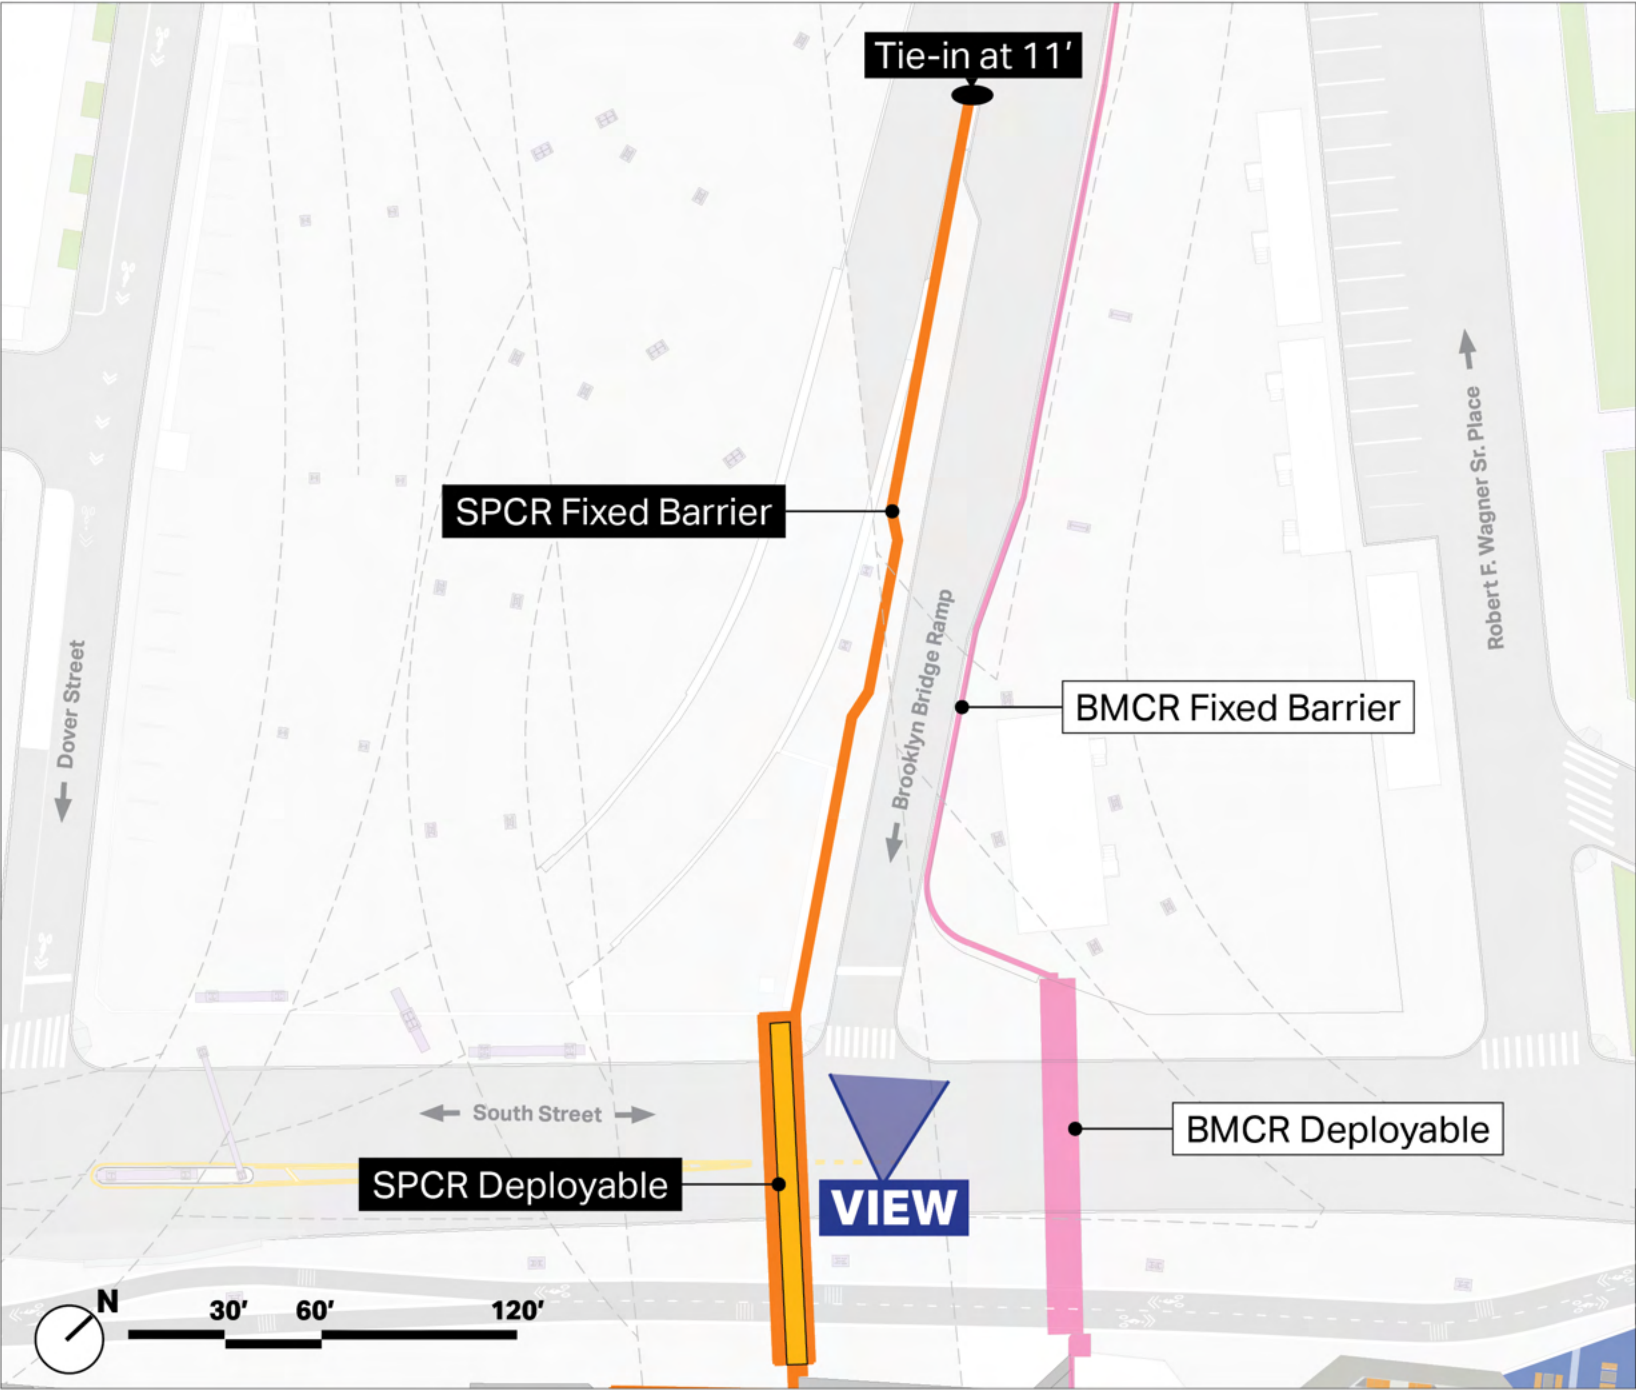 Tie-in at 11′
SPCR Fixed Barrier
Robert F. Wagner Sr. Place
Dover Street
Brooklyn Bridge Ramp
BMCR Fixed Barrier
South Street
BMCR Deployable
SPCR Deployable
VIEW
N
30′ 60′ 120′